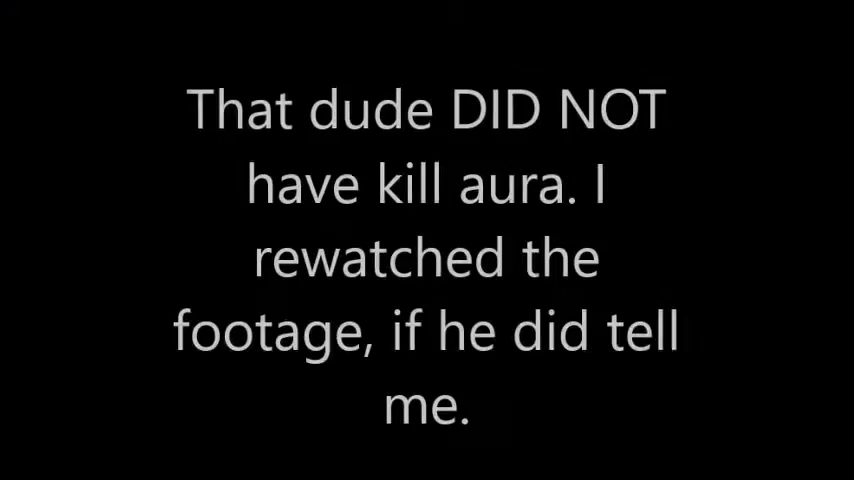 That dude DID NOT
have kill aura. I
rewatched the
footage, if he did tell
me.